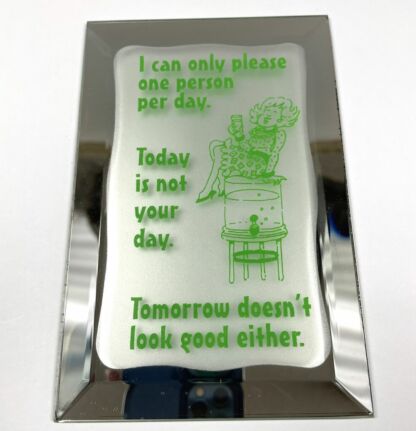 I can only please
one person
per day.
Today
is not
your
day.
Tomorrow doesn't
look good either.